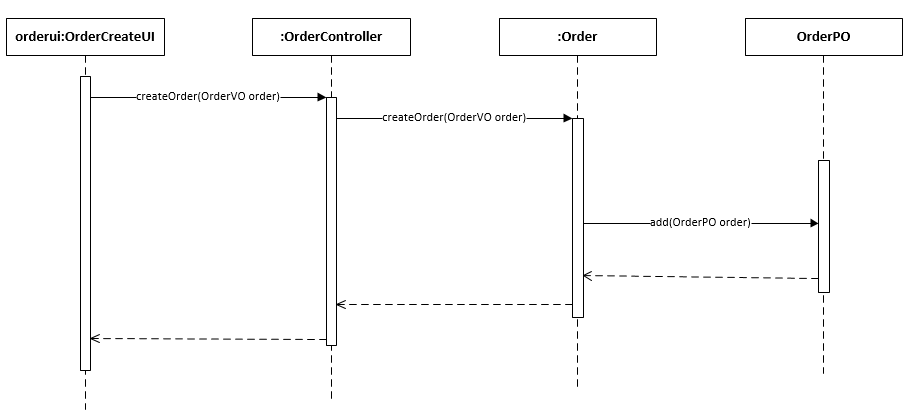 orderui:OrderCreateUI
:OrderController
:Order
OrderPO
createOrder(OrderVO order)
createOrder(OrderVO order)
add(OrderPO order)